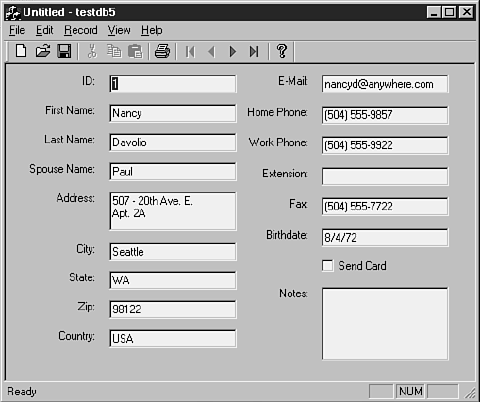 Untitled - testdb5
File Edit Record View Help
ID: 1
First Name: Nancy
Last Name: Davolio
Spouse Name: Paul
Address: 507 - 20th Ave. E.
Apt. 2A
City: Seattle
State: WA
Zip: 98122
Country: USA
E-Mail: nancyd@anywhere.com
Home Phone: (504) 555-9857
Work Phone: (504) 555-9922
Extension:
Fax: (504) 555-7722
Birthdate: 8/4/72
Send Card
Notes:
Ready NUM